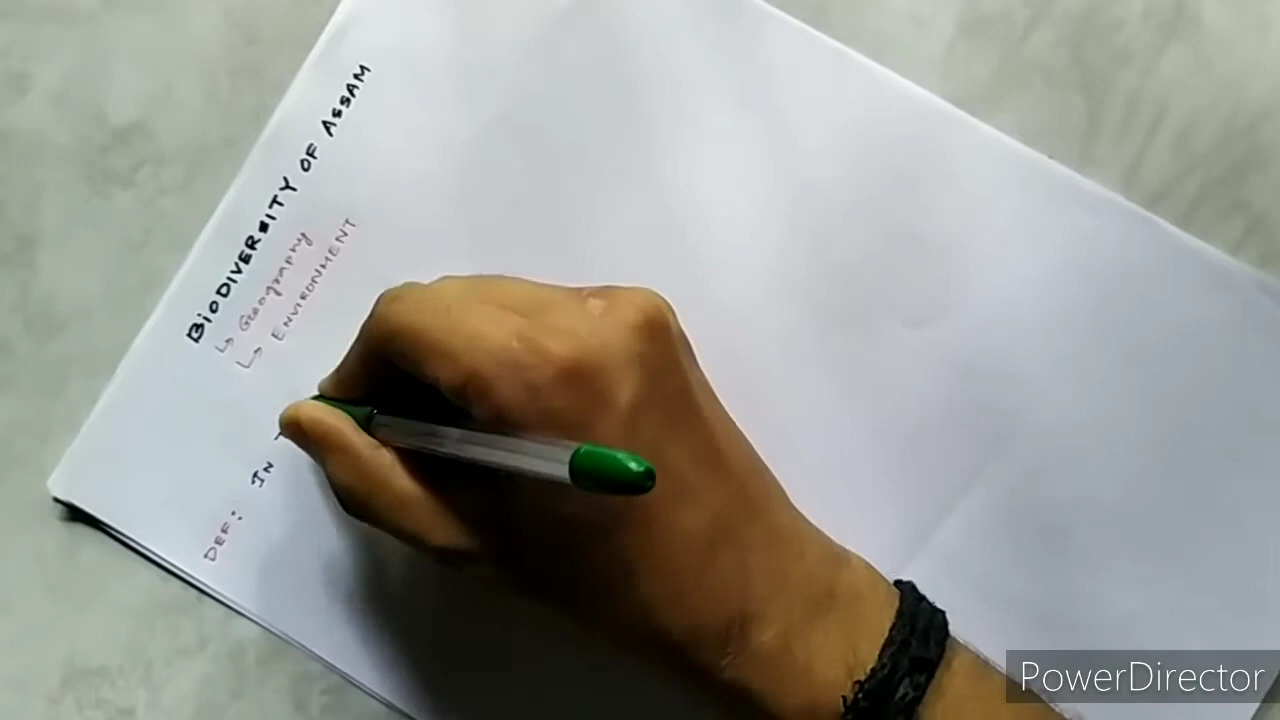 BioDIVERSITY OF ASSAM
↳ Geography
↳ ENVIRONMENT
DEF: IN
PowerDirector